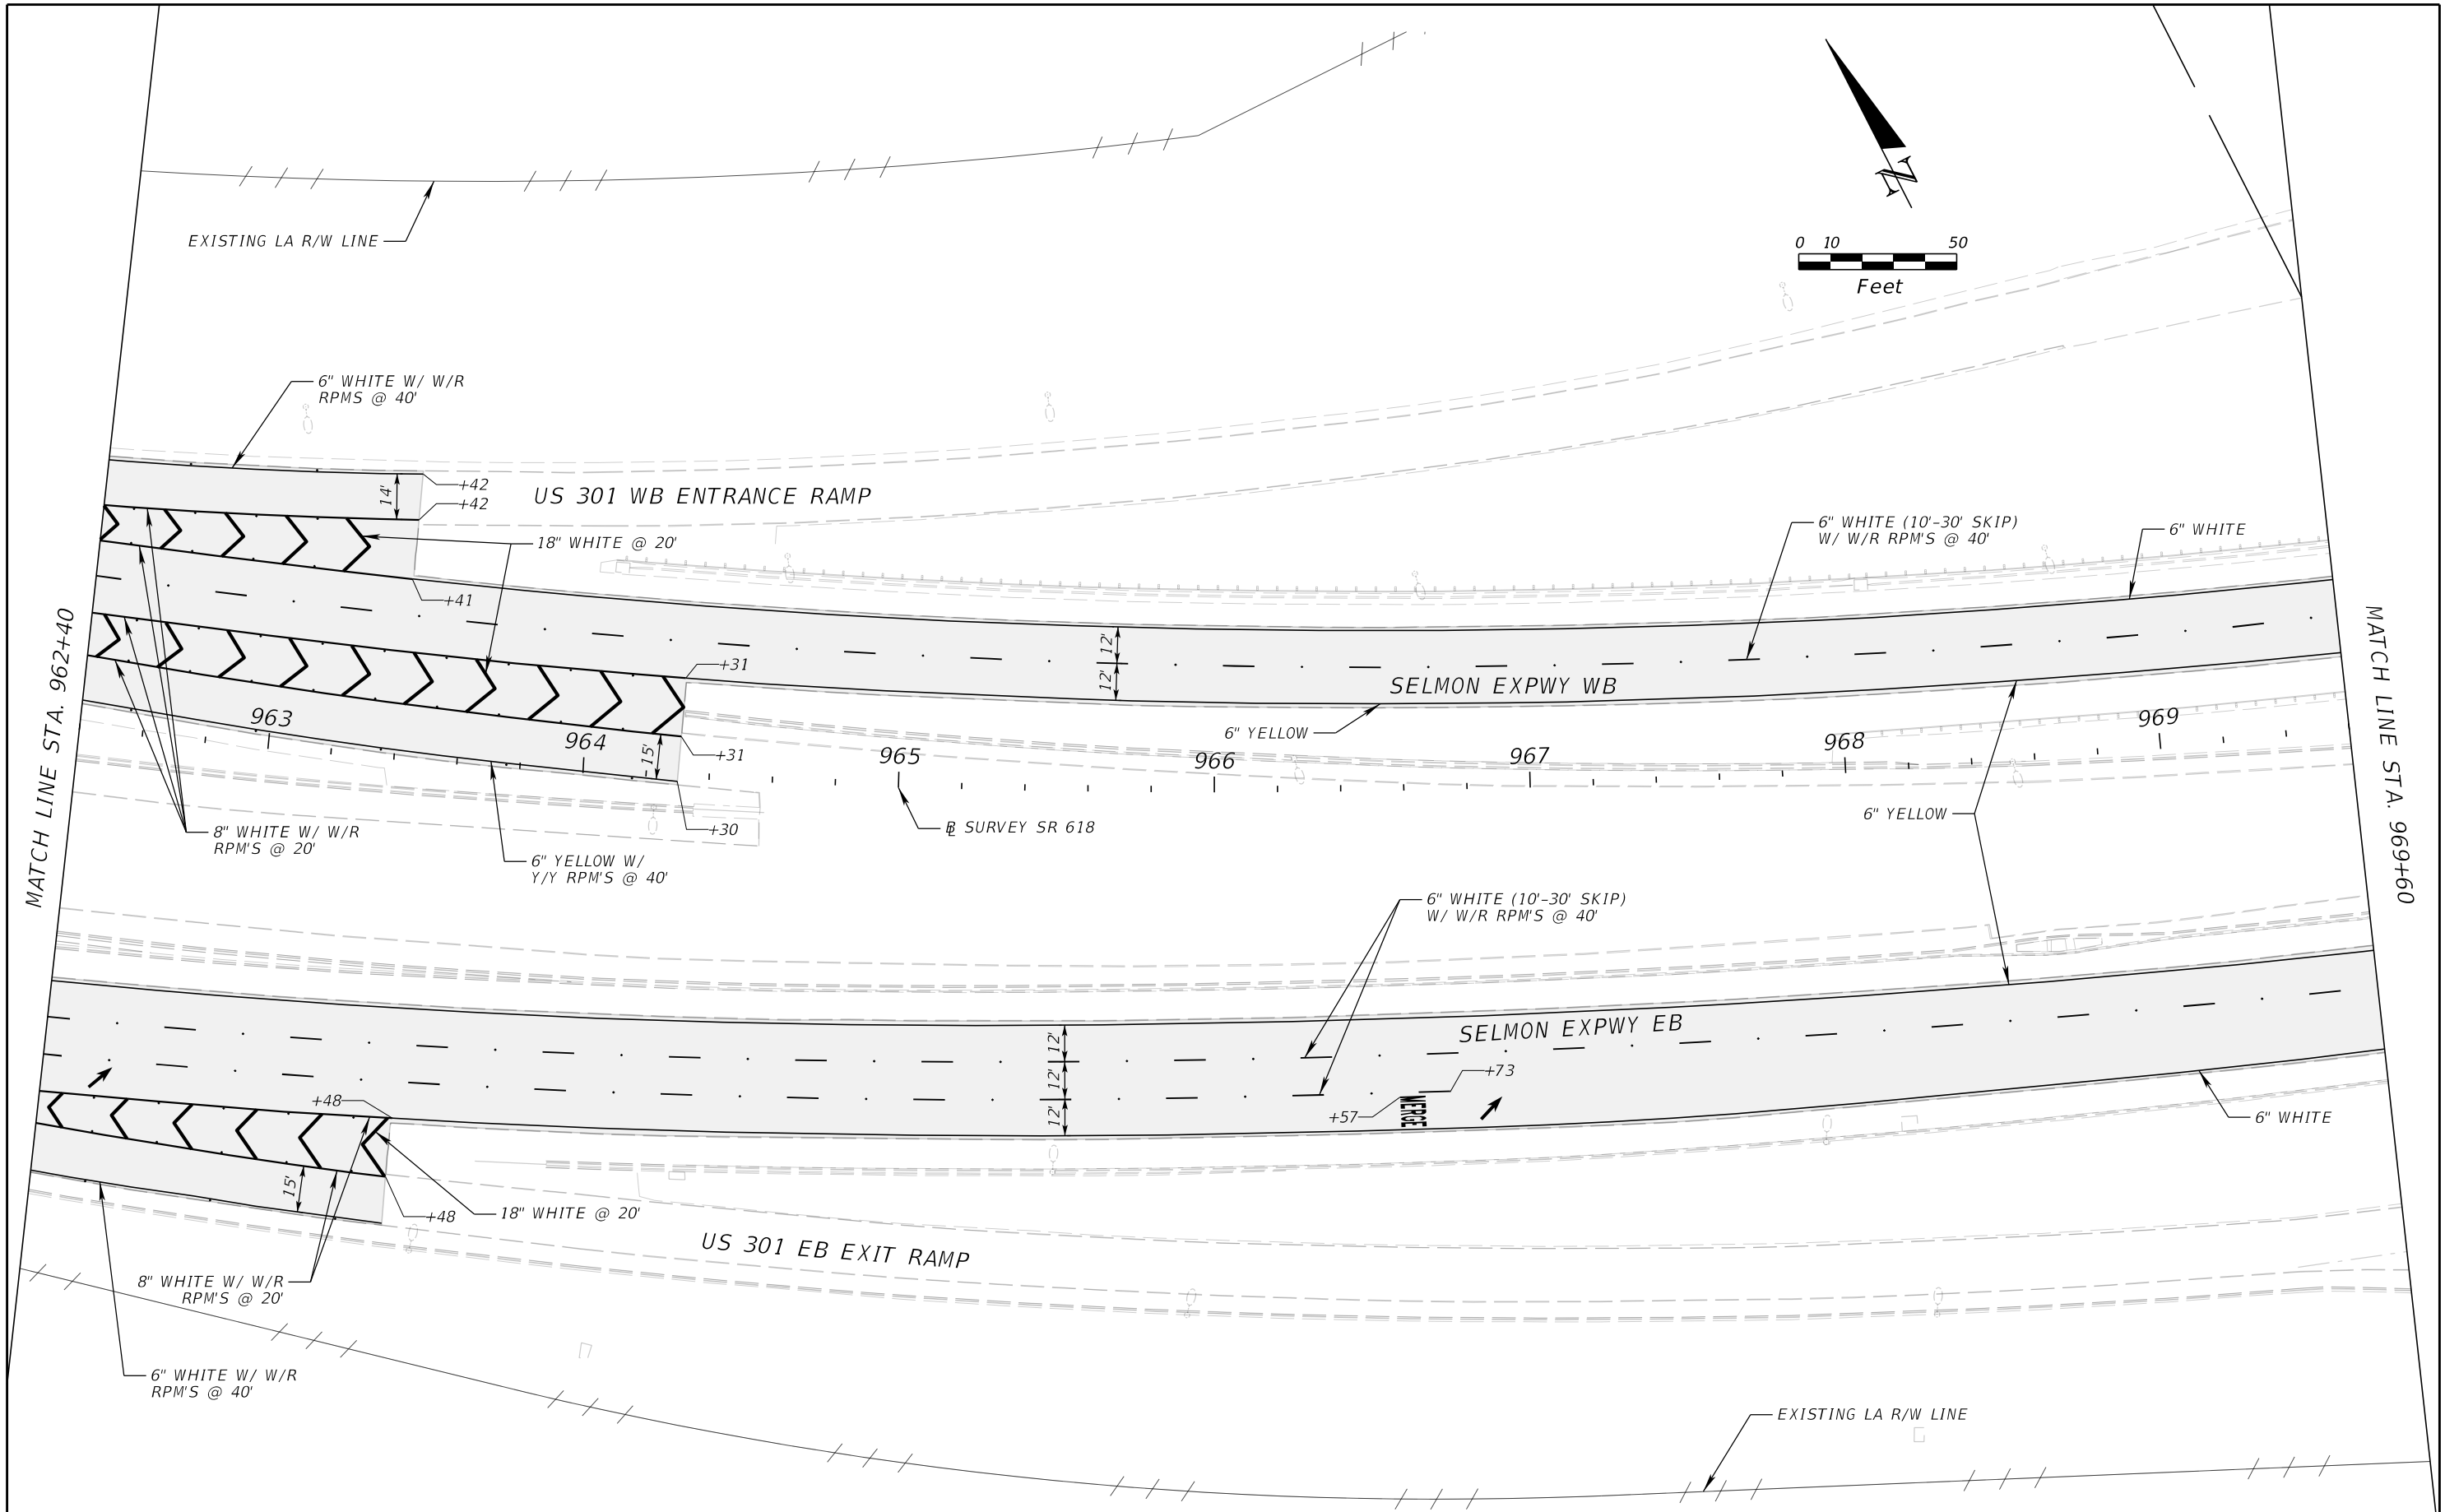 N
0 10 50
Feet
EXISTING LA R/W LINE
6" WHITE W/ W/R
RPMS @ 40'
14'
+42
+42
US 301 WB ENTRANCE RAMP
18" WHITE @ 20'
+41
6" WHITE (10'-30' SKIP)
W/ W/R RPM'S @ 40'
6" WHITE
MATCH LINE STA. 962+40
MATCH LINE STA. 969+60
12'
12'
+31
SELMON EXPWY WB
6" YELLOW
963
964
965
966
967
968
969
15'
+31
+30
8" WHITE W/ W/R
RPM'S @ 20'
6" YELLOW W/
Y/Y RPM'S @ 40'
BL SURVEY SR 618
6" YELLOW
6" WHITE (10'-30' SKIP)
W/ W/R RPM'S @ 40'
SELMON EXPWY EB
12'
12'
12'
+73
+57
MERGE
+48
6" WHITE
15'
+48
18" WHITE @ 20'
US 301 EB EXIT RAMP
8" WHITE W/ W/R
RPM'S @ 20'
6" WHITE W/ W/R
RPM'S @ 40'
EXISTING LA R/W LINE